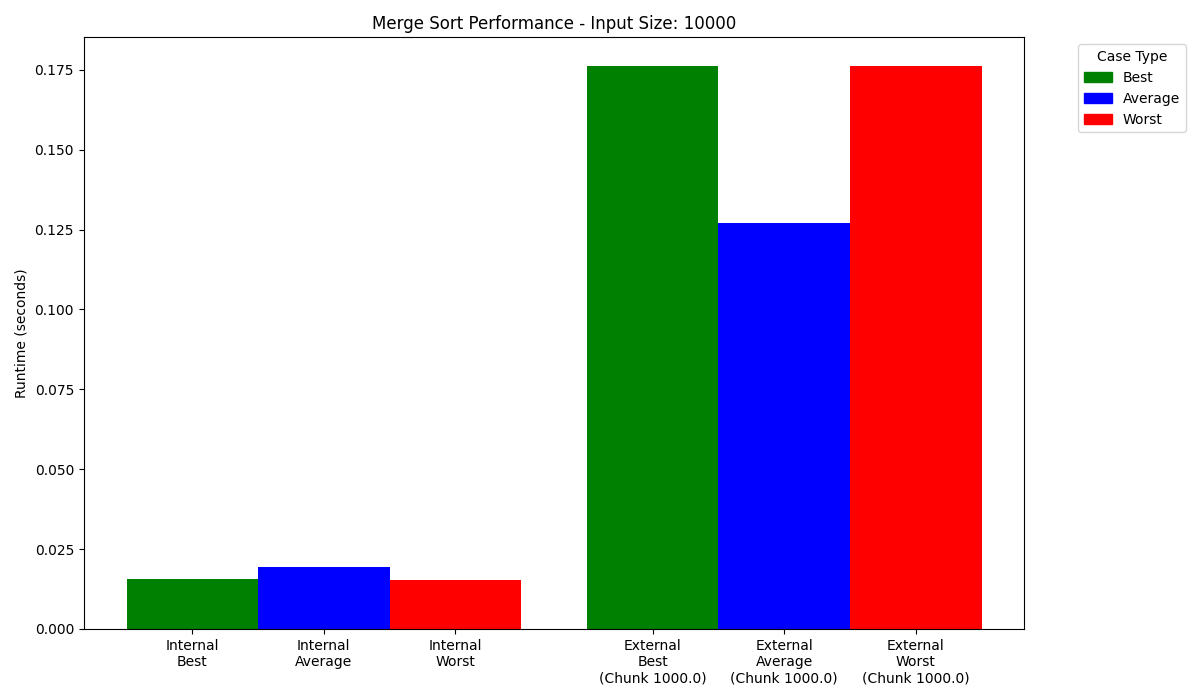 Merge Sort Performance - Input Size: 10000
Case Type
Best
Average
Worst
Runtime (seconds)
0.175
0.150
0.125
0.100
0.075
0.050
0.025
0.000
Internal
Best
Internal
Average
Internal
Worst
External
Best
(Chunk 1000.0)
External
Average
(Chunk 1000.0)
External
Worst
(Chunk 1000.0)